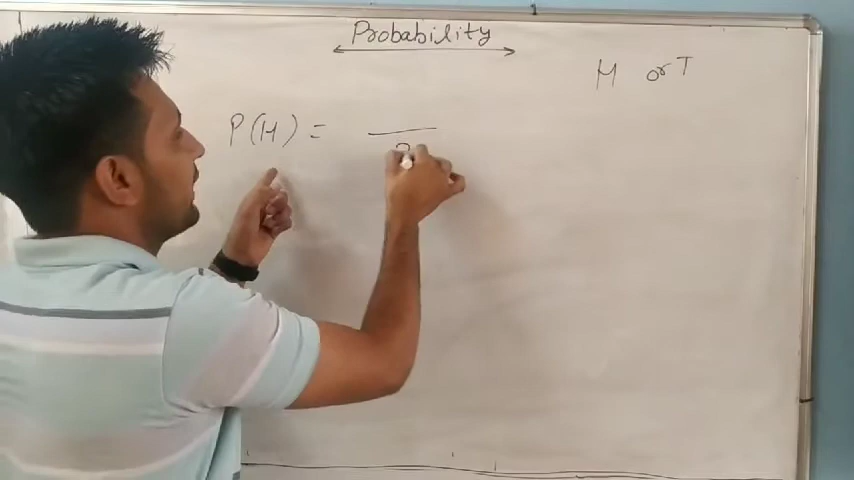 Probability
H or T
P(H) =